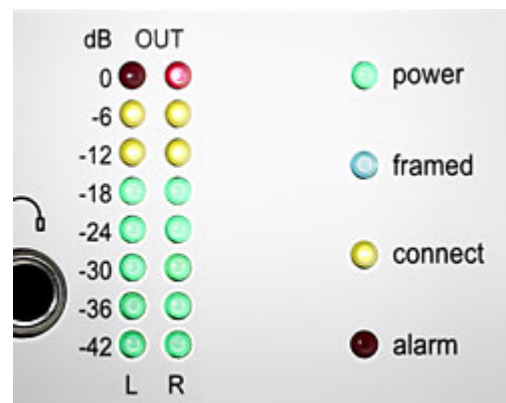 dB OUT
0
-6
-12
-18
-24
-30
-36
-42
L R
power
framed
connect
alarm